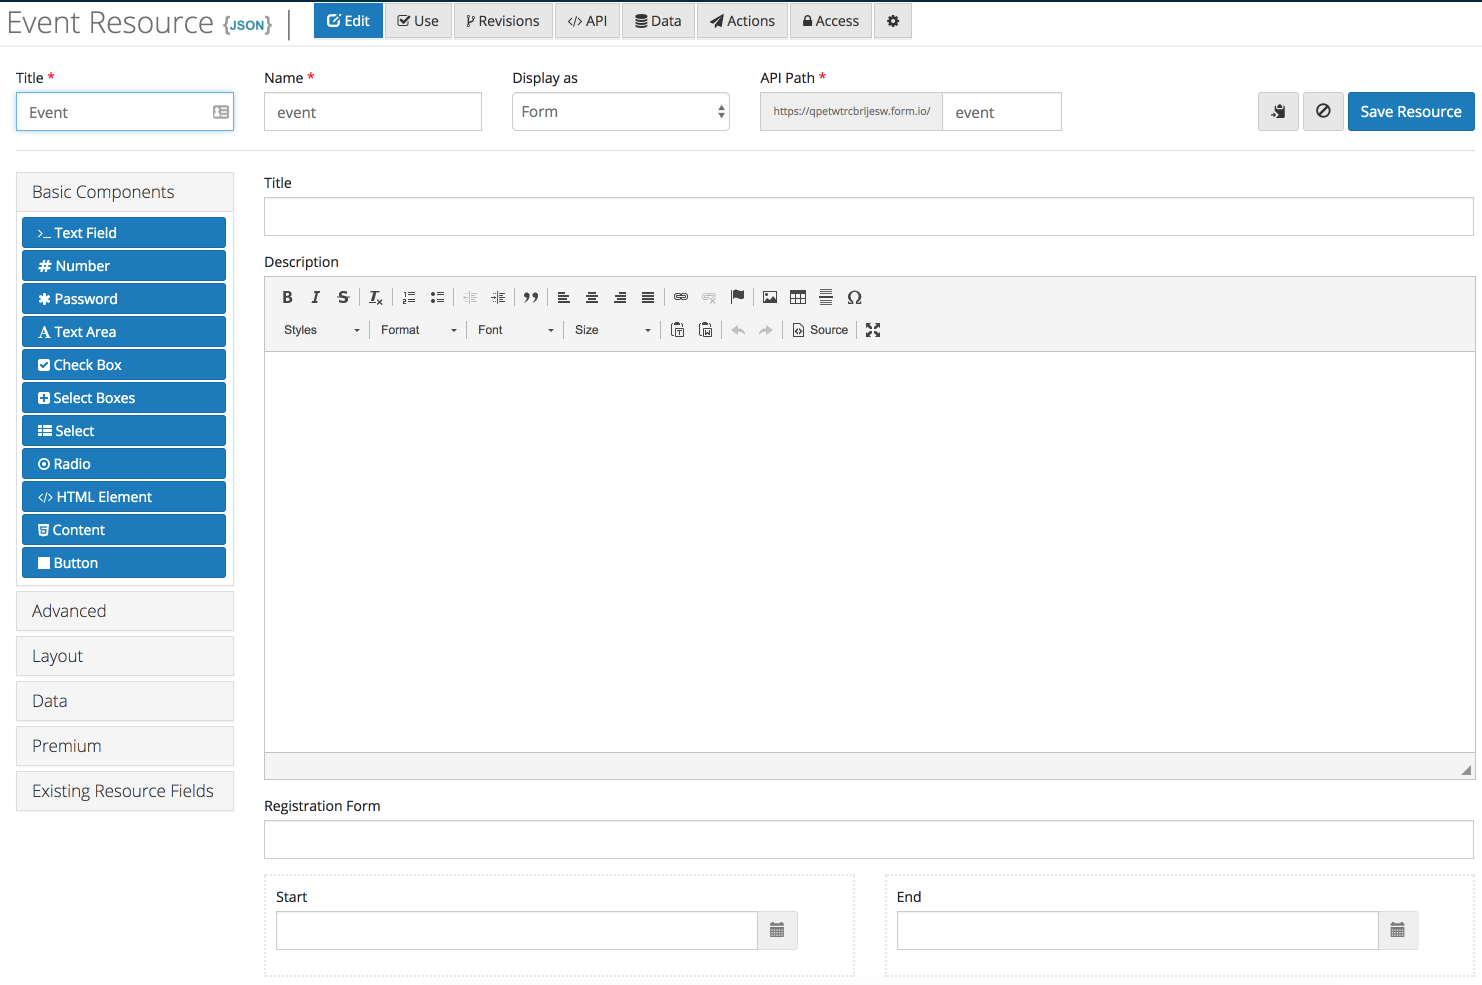 Event Resource {JSON}
Edit Use Revisions </> API Data Actions Access
Title * Name * Display as API Path *
Event event Form https://qpetwtrcbrljesw.form.io/ event Save Resource
Basic Components
>_ Text Field
# Number
✱ Password
A Text Area
Check Box
Select Boxes
Select
Radio
</> HTML Element
Content
Button
Advanced
Layout
Data
Premium
Existing Resource Fields
Title
Description
B I S Tx ” Ω
Styles Format Font Size Source
Registration Form
Start End